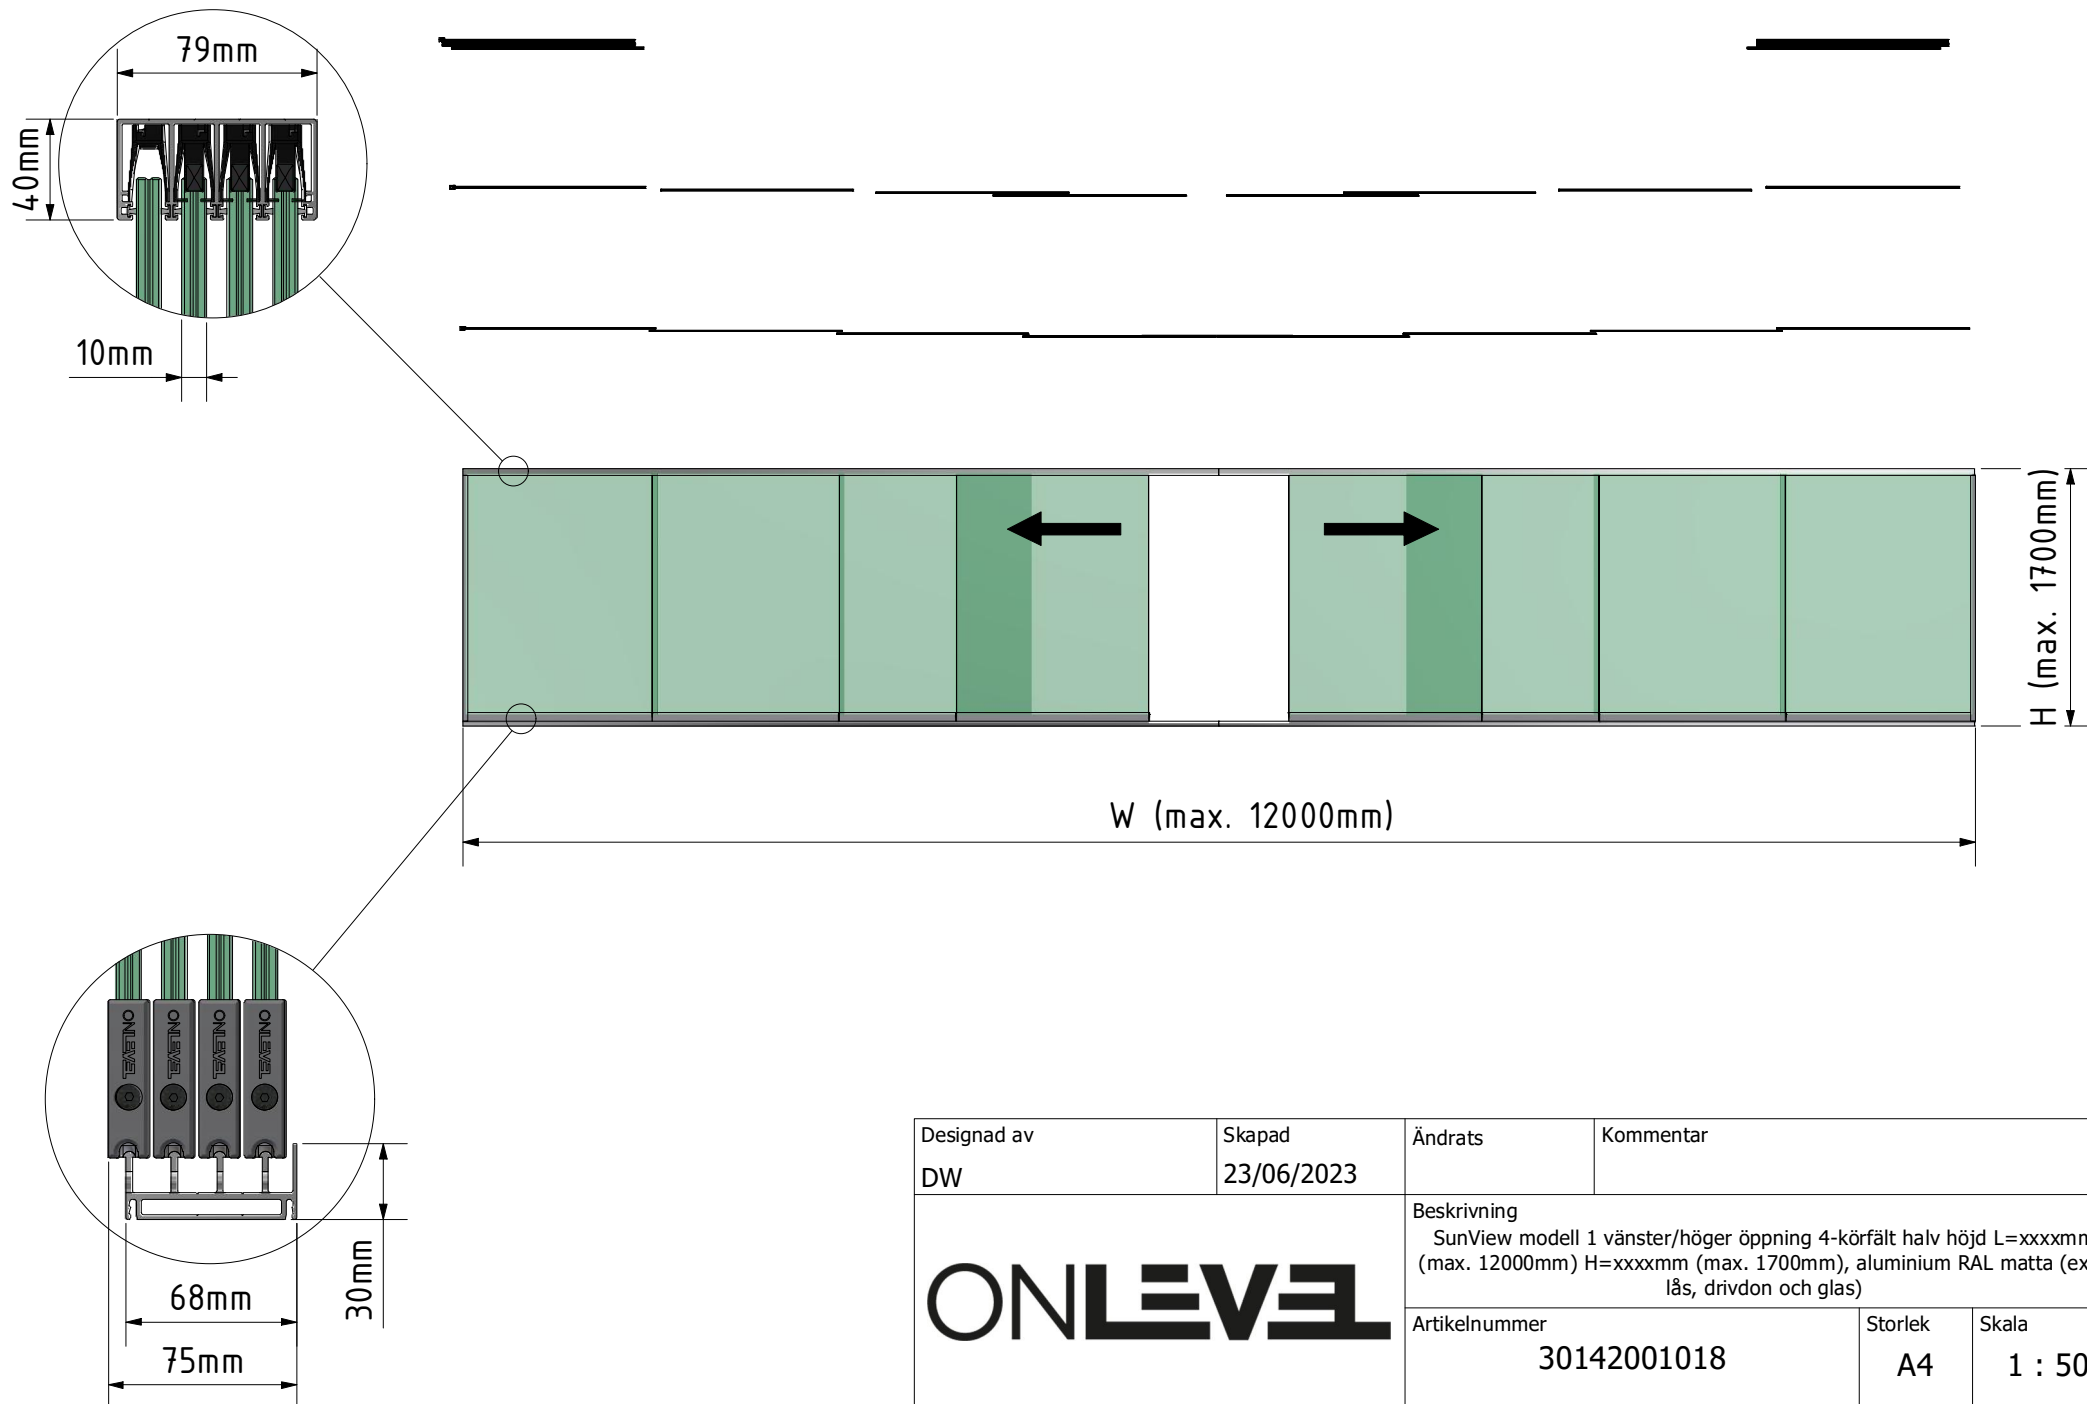 79mm
40mm
10mm
H (max. 1700mm)
W (max. 12000mm)
ONLEVEL
ONLEVEL
ONLEVEL
ONLEVEL
30mm
68mm
75mm
Designad av
DW
Skapad
23/06/2023
Ändrats
Kommentar
ONLEVEL
Beskrivning
SunView modell 1 vänster/höger öppning 4-körfält halv höjd L=xxxxmm
(max. 12000mm) H=xxxxmm (max. 1700mm), aluminium RAL matta (ex
lås, drivdon och glas)
Artikelnummer
30142001018
Storlek
A4
Skala
1 : 50